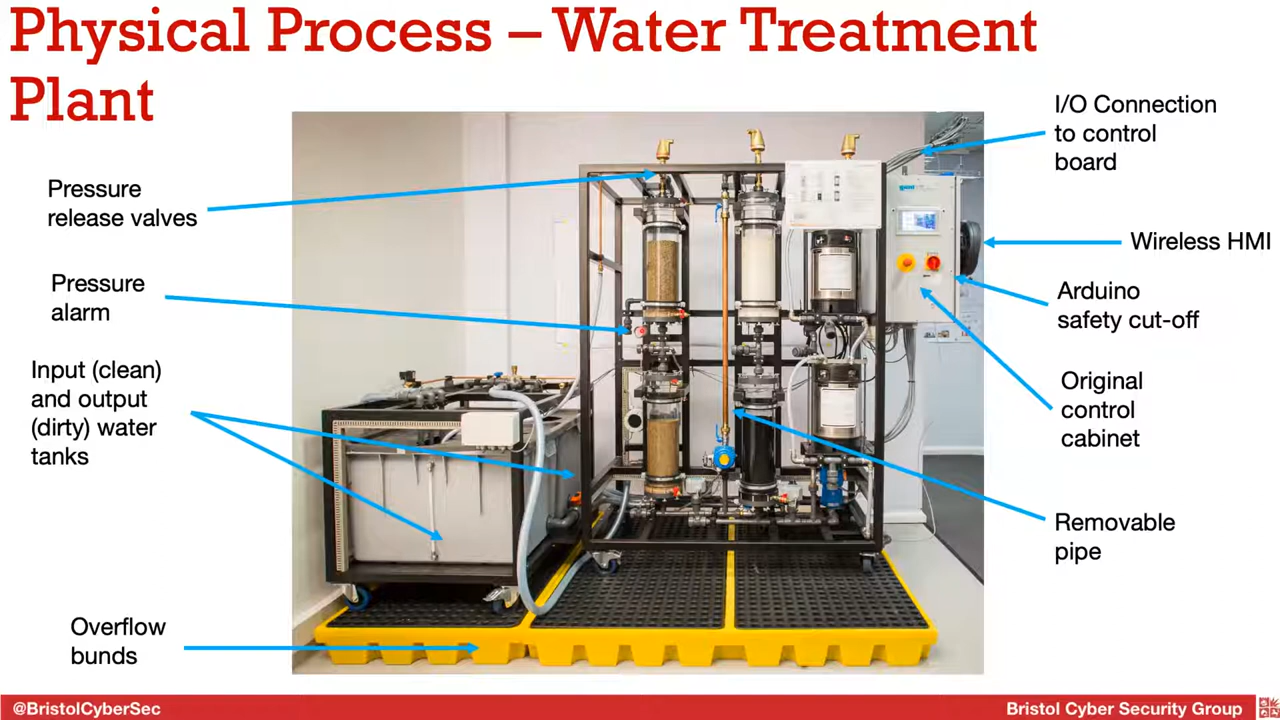 Physical Process – Water Treatment
Plant
I/O Connection
to control
board
Pressure
release valves
Wireless HMI
Pressure
alarm
Arduino
safety cut-off
Input (clean)
and output
(dirty) water
tanks
Original
control
cabinet
Removable
pipe
Overflow
bunds
@BristolCyberSec
Bristol Cyber Security Group